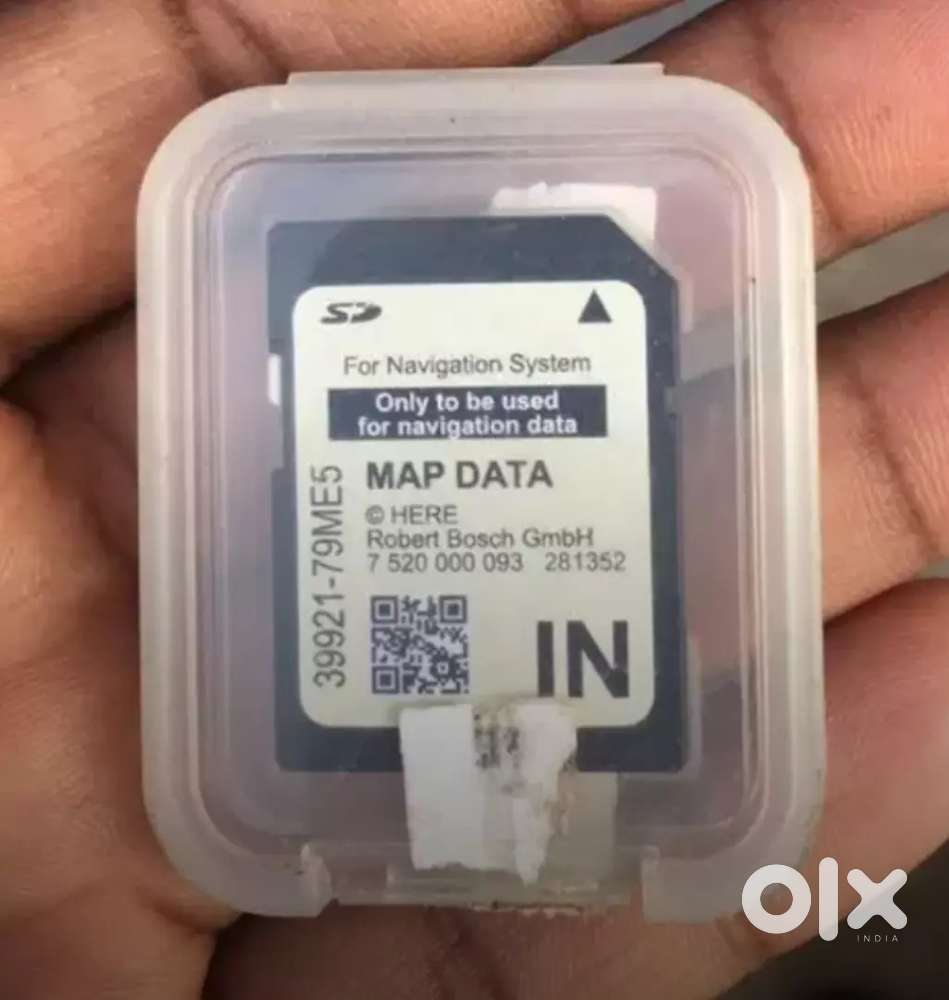 SD
For Navigation System
Only to be used
for navigation data
MAP DATA
© HERE
Robert Bosch GmbH
7 520 000 093 281352
39921-79ME5
IN
olx
INDIA